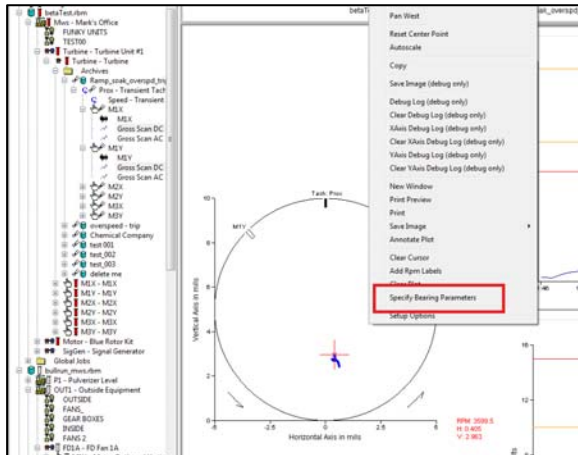 betaTest.rbm
Mws - Mark's Office
FUNKY UNITS
TEST00
Turbine - Turbine Unit #1
Turbine - Turbine
Archives
Ramp_soak_overspd_trip
Prox - Transient Tach
Speed - Transient
M1X
M1X
Gross Scan DC
Gross Scan AC
M1Y
M1Y
Gross Scan DC
Gross Scan AC
M2X
M2Y
M3X
M3Y
overspeed - trip
Chemical Company
test 001
test_002
test_003
delete me
M1X - M1X
M1Y - M1Y
M2X - M2X
M2Y - M2Y
M3X - M3X
M3Y - M3Y
Motor - Blue Rotor Kit
SigGen - Signal Generator
Global Jobs
bullrun_mws.rbm
P1 - Pulverizer Level
OUT1 - Outside Equipment
OUTSIDE
FANS_
GEAR BOXES
INSIDE
FANS 2
FD1A - FD Fan 1A
Pan West
Reset Center Point
Autoscale
Copy
Save Image (debug only)
Debug Log (debug only)
Clear Debug Log (debug only)
XAxis Debug Log (debug only)
Clear XAxis Debug Log (debug only)
YAxis Debug Log (debug only)
Clear YAxis Debug Log (debug only)
New Window
Print Preview
Print
Save Image
Annotate Plot
Clear Cursor
Add Rpm Labels
Clear Plot
Specify Bearing Parameters
Setup Options
Tach: Prox
M1Y
Vertical Axis in mils
10
8
6
4
2
0
-5
-2.5
0
2.5
5
Horizontal Axis in mils
RPM: 3599.5
H: 0.405
V: 2.963
15
10